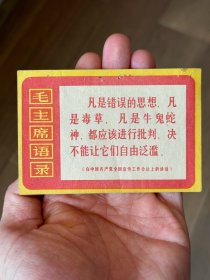 毛主席语录
凡是错误的思想，凡
是毒草，凡是牛鬼蛇
神，都应该进行批判，决
不能让它们自由泛滥。
《在中国共产党全国宣传工作会议上的讲话》